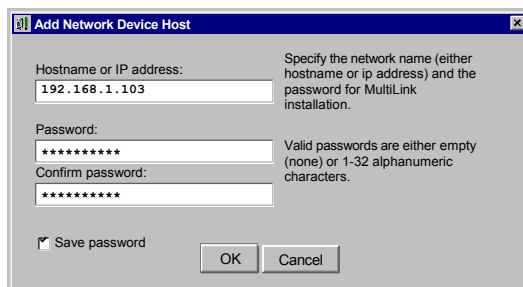 Add Network Device Host
Hostname or IP address:
192.168.1.103
Specify the network name (either
hostname or ip address) and the
password for MultiLink
installation.
Password:
**********
Valid passwords are either empty
(none) or 1-32 alphanumeric
characters.
Confirm password:
**********
Save password
OK
Cancel